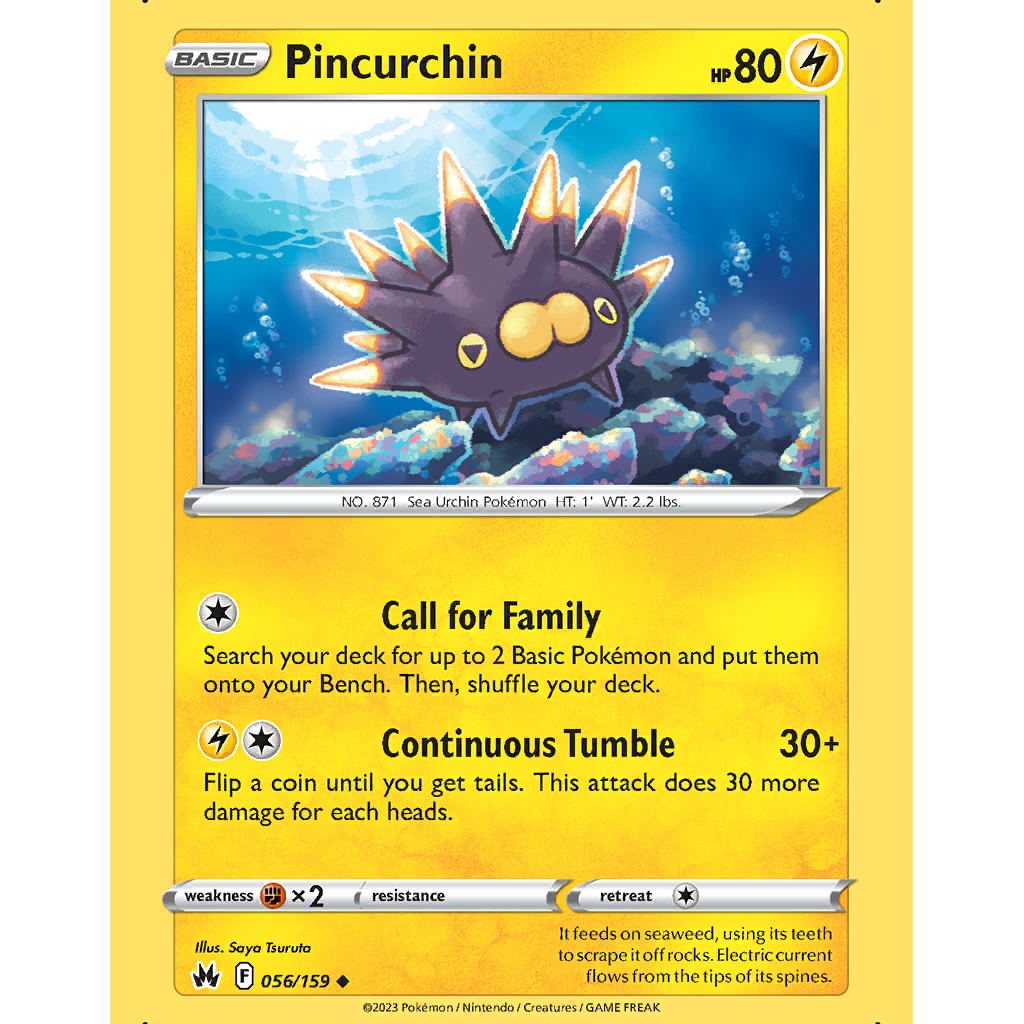 BASIC Pincurchin HP 80
NO. 871 Sea Urchin Pokémon HT: 1' WT: 2.2 lbs.
Call for Family
Search your deck for up to 2 Basic Pokémon and put them
onto your Bench. Then, shuffle your deck.
Continuous Tumble 30+
Flip a coin until you get tails. This attack does 30 more
damage for each heads.
weakness ×2 resistance retreat
Illus. Saya Tsuruta
It feeds on seaweed, using its teeth
to scrape it off rocks. Electric current
flows from the tips of its spines.
F 056/159
©2023 Pokémon / Nintendo / Creatures / GAME FREAK